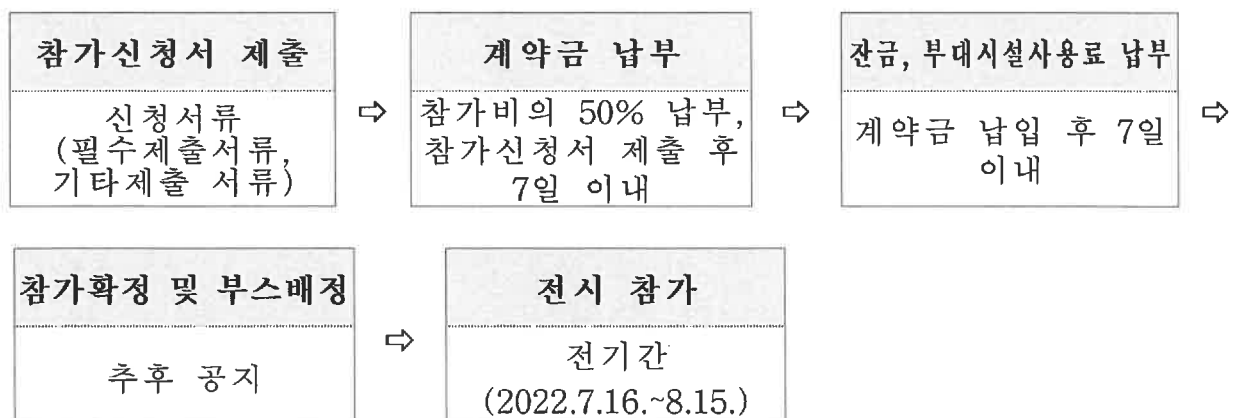 참가신청서 제출
신청서류
(필수제출서류,
기타제출 서류)
⇨
계약금 납부
참가비의 50% 납부,
참가신청서 제출 후
7일 이내
⇨
잔금, 부대시설사용료 납부
계약금 납입 후 7일
이내
⇨
참가확정 및 부스배정
추후 공지
⇨
전시 참가
전기간
(2022.7.16.~8.15.)